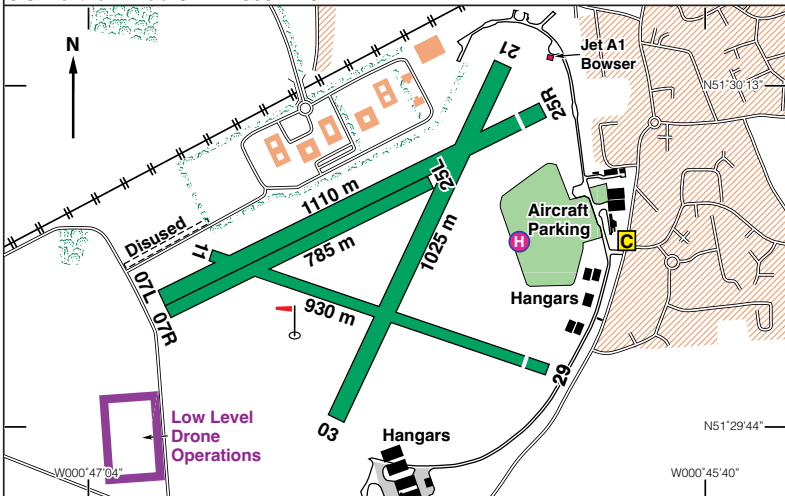 N
21
Jet A1
Bowser
N51°30'13"
25R
25L
1110 m
Aircraft
Parking
1025 m
H
C
Disused
11
785 m
07L
07R
930 m
Hangars
29
03
Low Level
Drone
Operations
Hangars
N51°29'44"
W000°47'04"
W000°45'40"